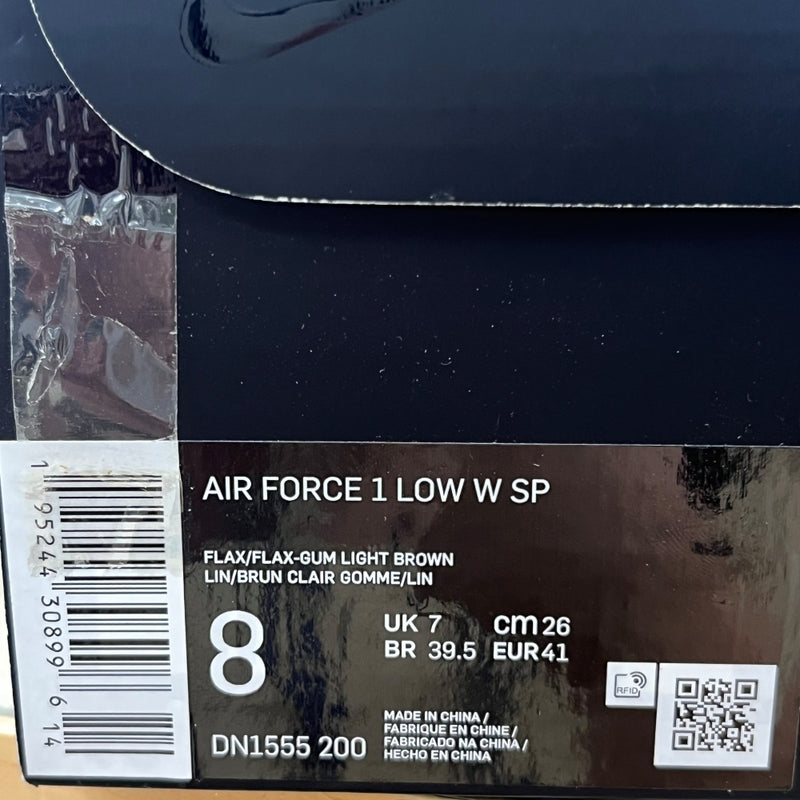 AIR FORCE 1 LOW W SP
FLAX/FLAX-GUM LIGHT BROWN
LIN/BRUN CLAIR GOMME/LIN
8
UK 7 cm 26
BR 39.5 EUR 41
DN1555 200
MADE IN CHINA /
FABRIQUE EN CHINE /
FABRICADO NA CHINA /
HECHO EN CHINA
RFID
1 95244 30899 6 14